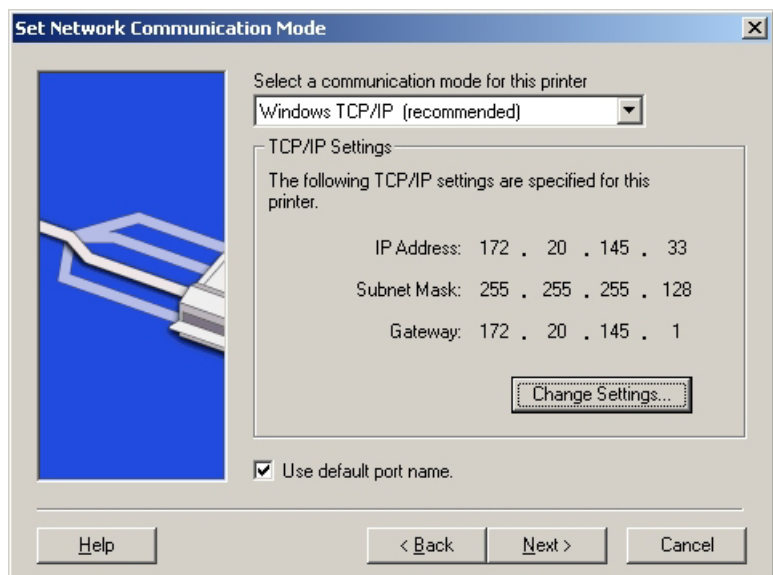 Set Network Communication Mode
Select a communication mode for this printer
Windows TCP/IP (recommended)
TCP/IP Settings
The following TCP/IP settings are specified for this
printer.
IP Address: 172 . 20 . 145 . 33
Subnet Mask: 255 . 255 . 255 . 128
Gateway: 172 . 20 . 145 . 1
Change Settings...
Use default port name.
Help
< Back
Next >
Cancel